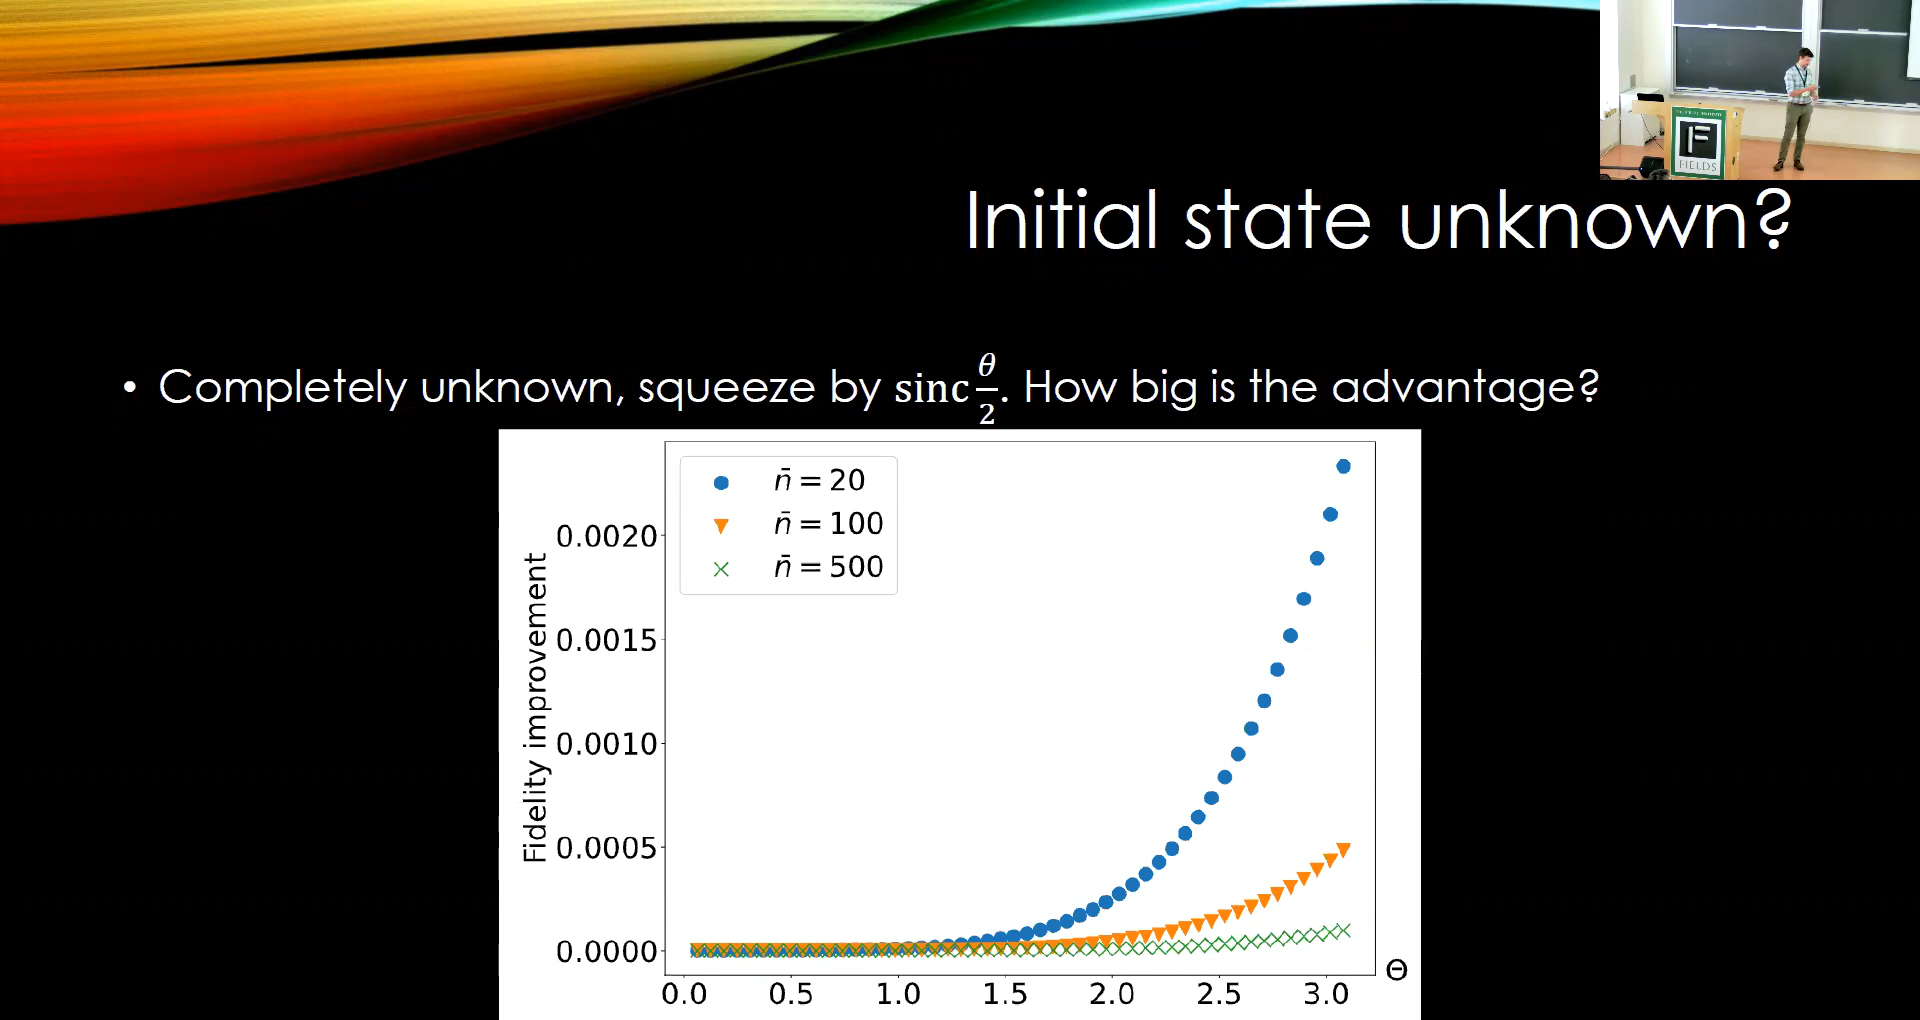 Initial state unknown?
• Completely unknown, squeeze by sinc θ/2. How big is the advantage?
n̄ = 20
n̄ = 100
n̄ = 500
Fidelity improvement
0.0020
0.0015
0.0010
0.0005
0.0000
0.0 0.5 1.0 1.5 2.0 2.5 3.0
Θ
F
FIELDS